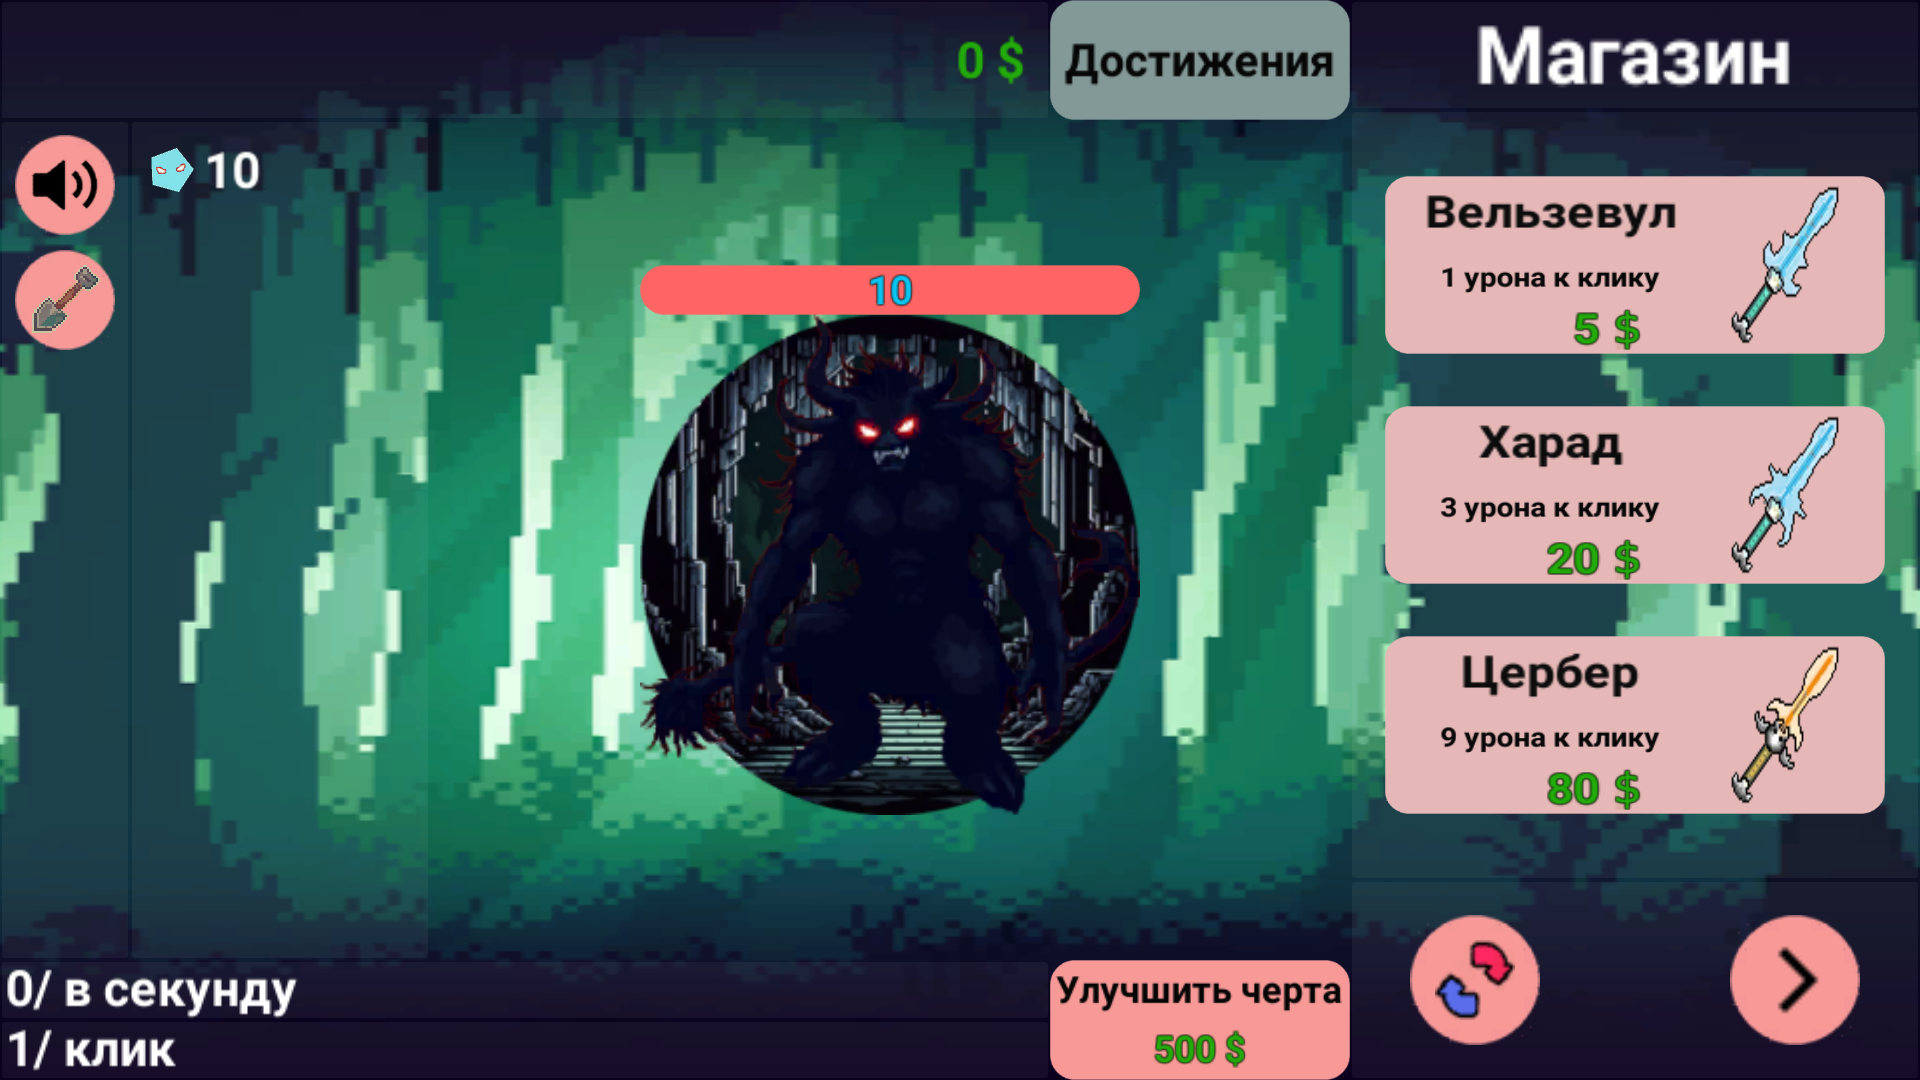 0 $
Достижения
Магазин
10
10
Вельзевул
1 урона к клику
5 $
Харад
3 урона к клику
20 $
Цербер
9 урона к клику
80 $
0/ в секунду
1/ клик
Улучшить черта
500 $